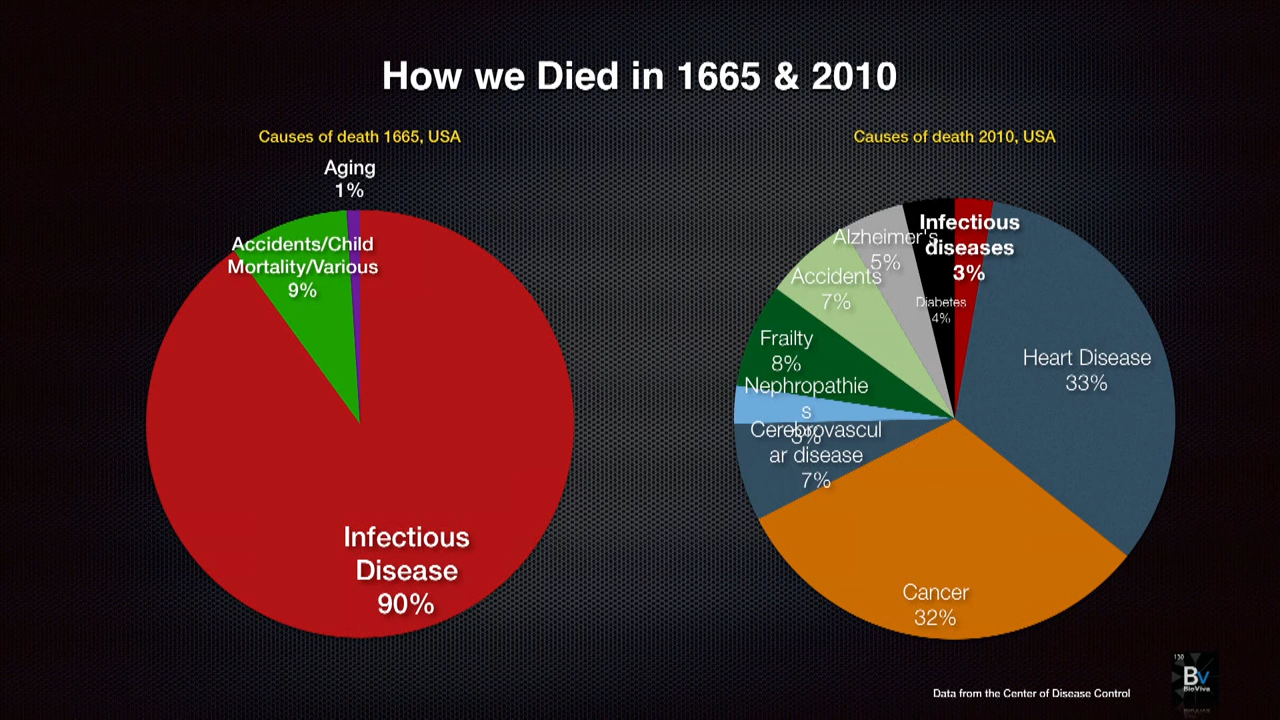 How we Died in 1665 & 2010
Causes of death 1665, USA
Aging
1%
Accidents/Child
Mortality/Various
9%
Infectious
Disease
90%
Causes of death 2010, USA
Infectious
diseases
3%
Alzheimer's
5%
Accidents
7%
Diabetes
4%
Frailty
8%
Heart Disease
33%
Nephropathie
s
3%
Cerebrovascul
ar disease
7%
Cancer
32%
Data from the Center of Disease Control
150
Bv
BioViva